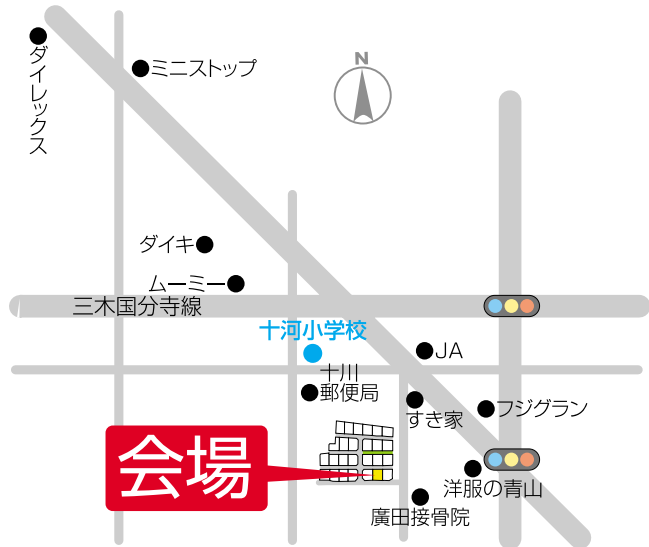 ダイレックス
ミニストップ
N
ダイキ
ムーミー
三木国分寺線
十河小学校
JA
十川
郵便局
すき家
フジグラン
会場
洋服の青山
廣田接骨院